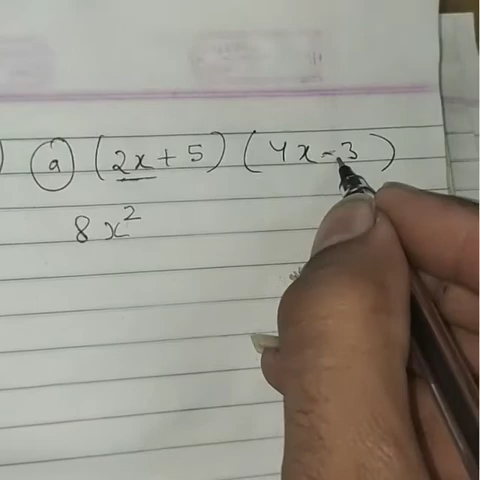 ) ⓐ (2x + 5) (4x - 3)
8x²